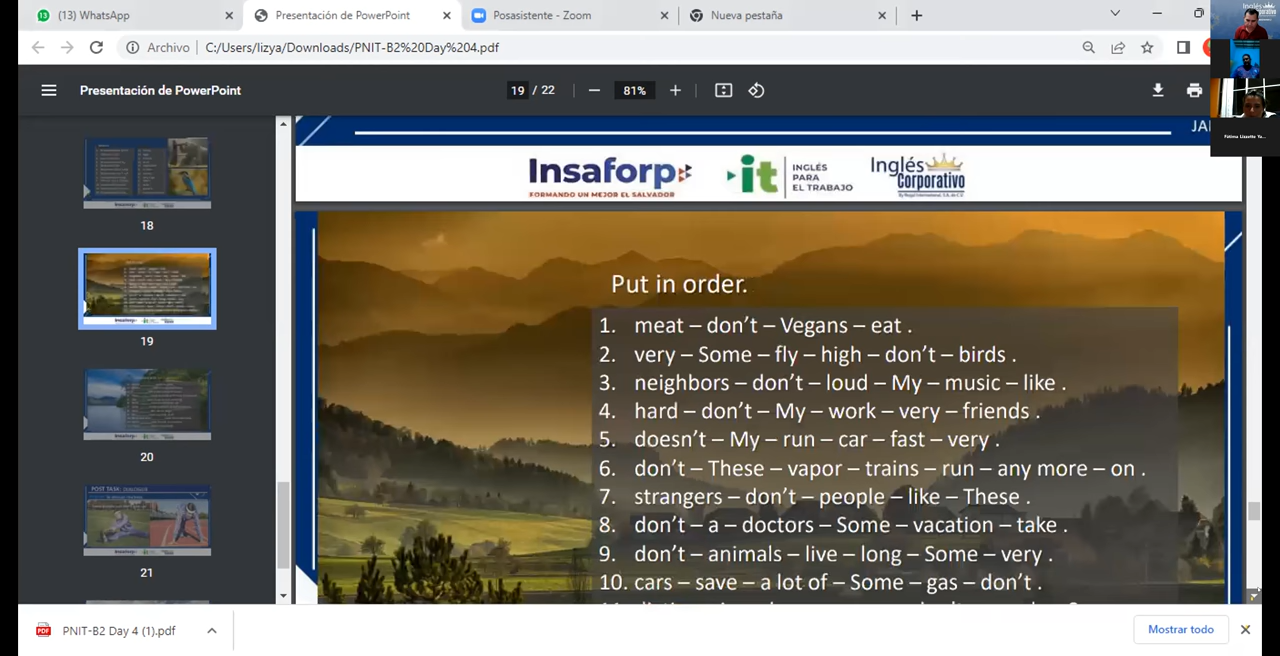 (13) WhatsApp
Presentación de PowerPoint
Posasistente - Zoom
Nueva pestaña
Archivo
C:/Users/lizya/Downloads/PNIT-B2%20Day%204.pdf
Presentación de PowerPoint
19 / 22
81%
18
19
20
21
Insaforp
FORMANDO UN MEJOR EL SALVADOR
it
INGLÉS
PARA
EL TRABAJO
Inglés
Corporativo
Put in order.
1. meat – don’t – Vegans – eat .
2. very – Some – fly – high – don’t – birds .
3. neighbors – don’t – loud – My – music – like .
4. hard – don’t – My – work – very – friends .
5. doesn’t – My – run – car – fast – very .
6. don’t – These – vapor – trains – run – any more – on .
7. strangers – don’t – people – like – These .
8. don’t – a – doctors – Some – vacation – take .
9. don’t – animals – live – long – Some – very .
10. cars – save – a lot of – Some – gas – don’t .
PNIT-B2 Day 4 (1).pdf
Mostrar todo